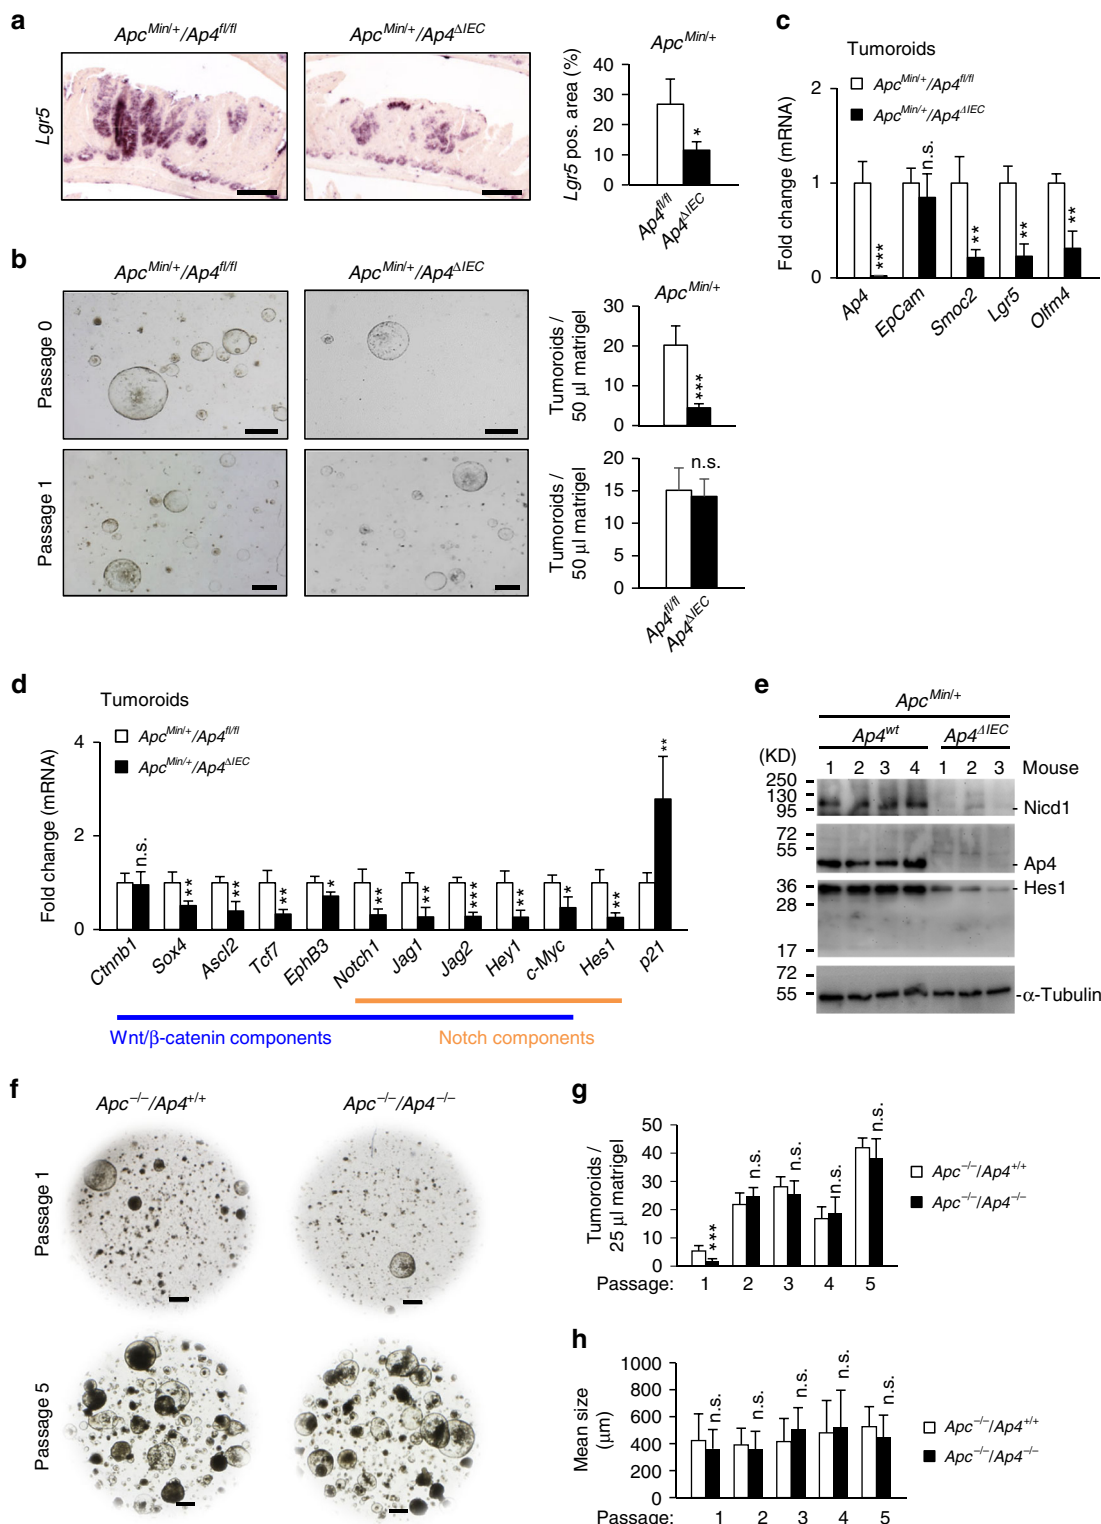 a
Apc^Min/+/Ap4^fl/fl
Apc^Min/+/Ap4^ΔIEC
Lgr5
Apc^Min/+
Lgr5 pos. area (%)
40
30
20
10
0
*
Ap4^fl/fl
Ap4^ΔIEC
b
Apc^Min/+/Ap4^fl/fl
Apc^Min/+/Ap4^ΔIEC
Passage 0
Passage 1
Apc^Min/+
Tumoroids /
50 µl matrigel
30
20
10
0
***
Tumoroids /
50 µl matrigel
20
15
10
5
0
n.s.
Ap4^fl/fl
Ap4^ΔIEC
c
Tumoroids
Apc^Min/+/Ap4^fl/fl
Apc^Min/+/Ap4^ΔIEC
Fold change (mRNA)
2
1
0
*** n.s. ** ** **
Ap4 EpCam Smoc2 Lgr5 Olfm4
d
Tumoroids
Apc^Min/+/Ap4^fl/fl
Apc^Min/+/Ap4^ΔIEC
Fold change (mRNA)
4
2
0
n.s. ** ** ** * ** ** *** ** * ** **
Ctnnb1 Sox4 Ascl2 Tcf7 EphB3 Notch1 Jag1 Jag2 Hey1 c-Myc Hes1 p21
Wnt/β-catenin components
Notch components
e
Apc^Min/+
Ap4^wt Ap4^ΔIEC
(KD) 1 2 3 4 1 2 3 Mouse
250
130
95
Nicd1
72
55
Ap4
36
28
17
Hes1
72
55
α-Tubulin
f
Apc^−/−/Ap4^+/+
Apc^−/−/Ap4^−/−
Passage 1
Passage 5
g
Tumoroids /
25 µl matrigel
50
40
30
20
10
0
*** n.s. n.s. n.s. n.s.
Passage: 1 2 3 4 5
Apc^−/−/Ap4^+/+
Apc^−/−/Ap4^−/−
h
Mean size
(µm)
1000
800
600
400
200
0
n.s. n.s. n.s. n.s. n.s.
Passage: 1 2 3 4 5
Apc^−/−/Ap4^+/+
Apc^−/−/Ap4^−/−